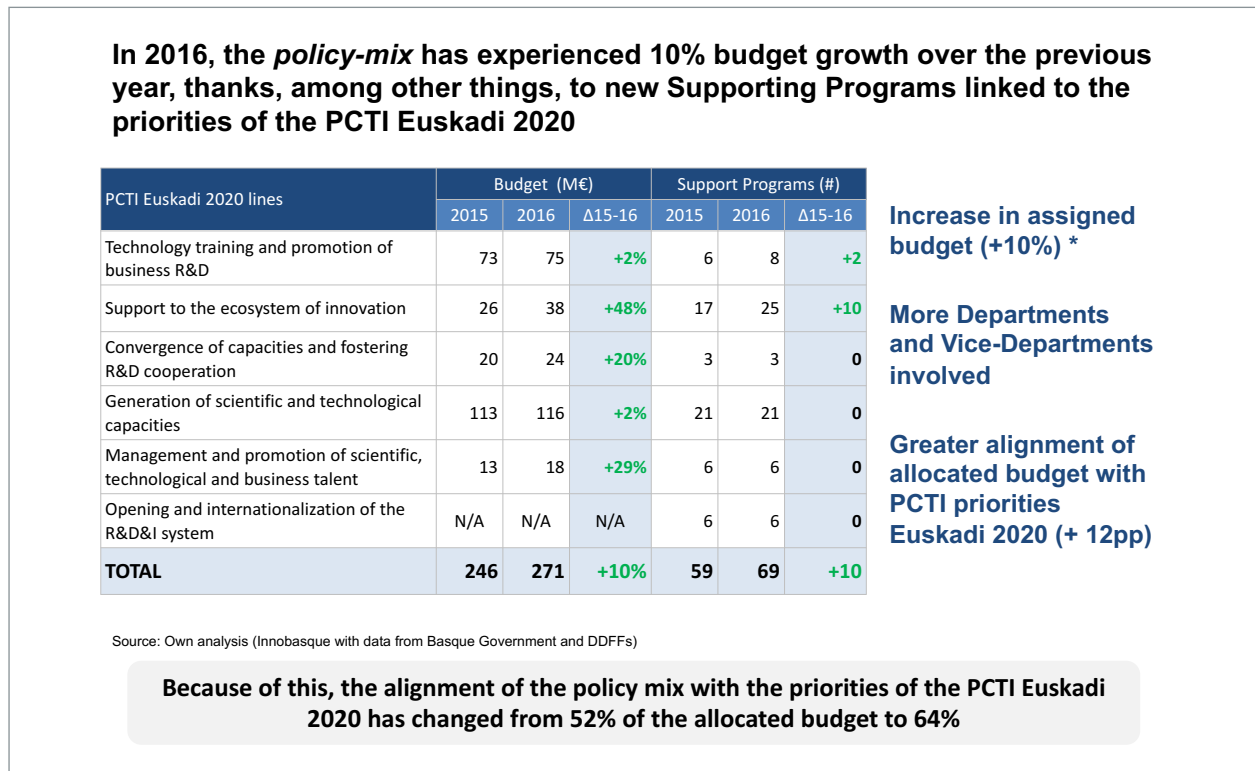 In 2016, the policy-mix has experienced 10% budget growth over the previous
year, thanks, among other things, to new Supporting Programs linked to the
priorities of the PCTI Euskadi 2020
PCTI Euskadi 2020 lines Budget (M€) Support Programs (#)
2015 2016 Δ15-16 2015 2016 Δ15-16
Technology training and promotion of
business R&D 73 75 +2% 6 8 +2
Support to the ecosystem of innovation 26 38 +48% 17 25 +10
Convergence of capacities and fostering
R&D cooperation 20 24 +20% 3 3 0
Generation of scientific and technological
capacities 113 116 +2% 21 21 0
Management and promotion of scientific,
technological and business talent 13 18 +29% 6 6 0
Opening and internationalization of the
R&D&I system N/A N/A N/A 6 6 0
TOTAL 246 271 +10% 59 69 +10
Increase in assigned
budget (+10%) *
More Departments
and Vice-Departments
involved
Greater alignment of
allocated budget with
PCTI priorities
Euskadi 2020 (+ 12pp)
Source: Own analysis (Innobasque with data from Basque Government and DDFFs)
Because of this, the alignment of the policy mix with the priorities of the PCTI Euskadi
2020 has changed from 52% of the allocated budget to 64%